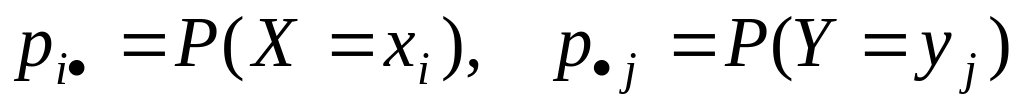 p_{i•} = P(X = x_i), p_{•j} = P(Y = y_j)